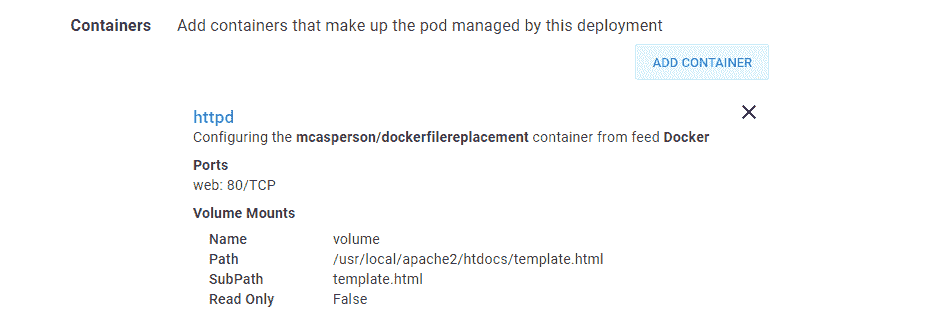 Containers Add containers that make up the pod managed by this deployment
ADD CONTAINER
httpd
Configuring the mcasperson/dockerfilereplacement container from feed Docker
Ports
web: 80/TCP
Volume Mounts
Name volume
Path /usr/local/apache2/htdocs/template.html
SubPath template.html
Read Only False